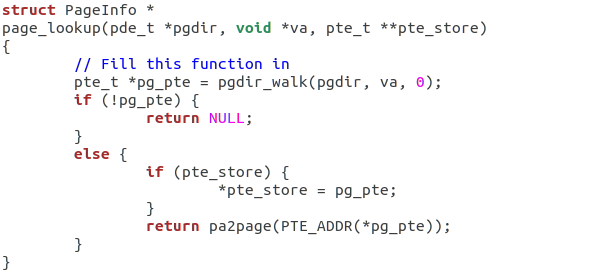 struct PageInfo *
page_lookup(pde_t *pgdir, void *va, pte_t **pte_store)
{
        // Fill this function in
        pte_t *pg_pte = pgdir_walk(pgdir, va, 0);
        if (!pg_pte) {
                return NULL;
        }
        else {
                if (pte_store) {
                        *pte_store = pg_pte;
                }
                return pa2page(PTE_ADDR(*pg_pte));
        }
}